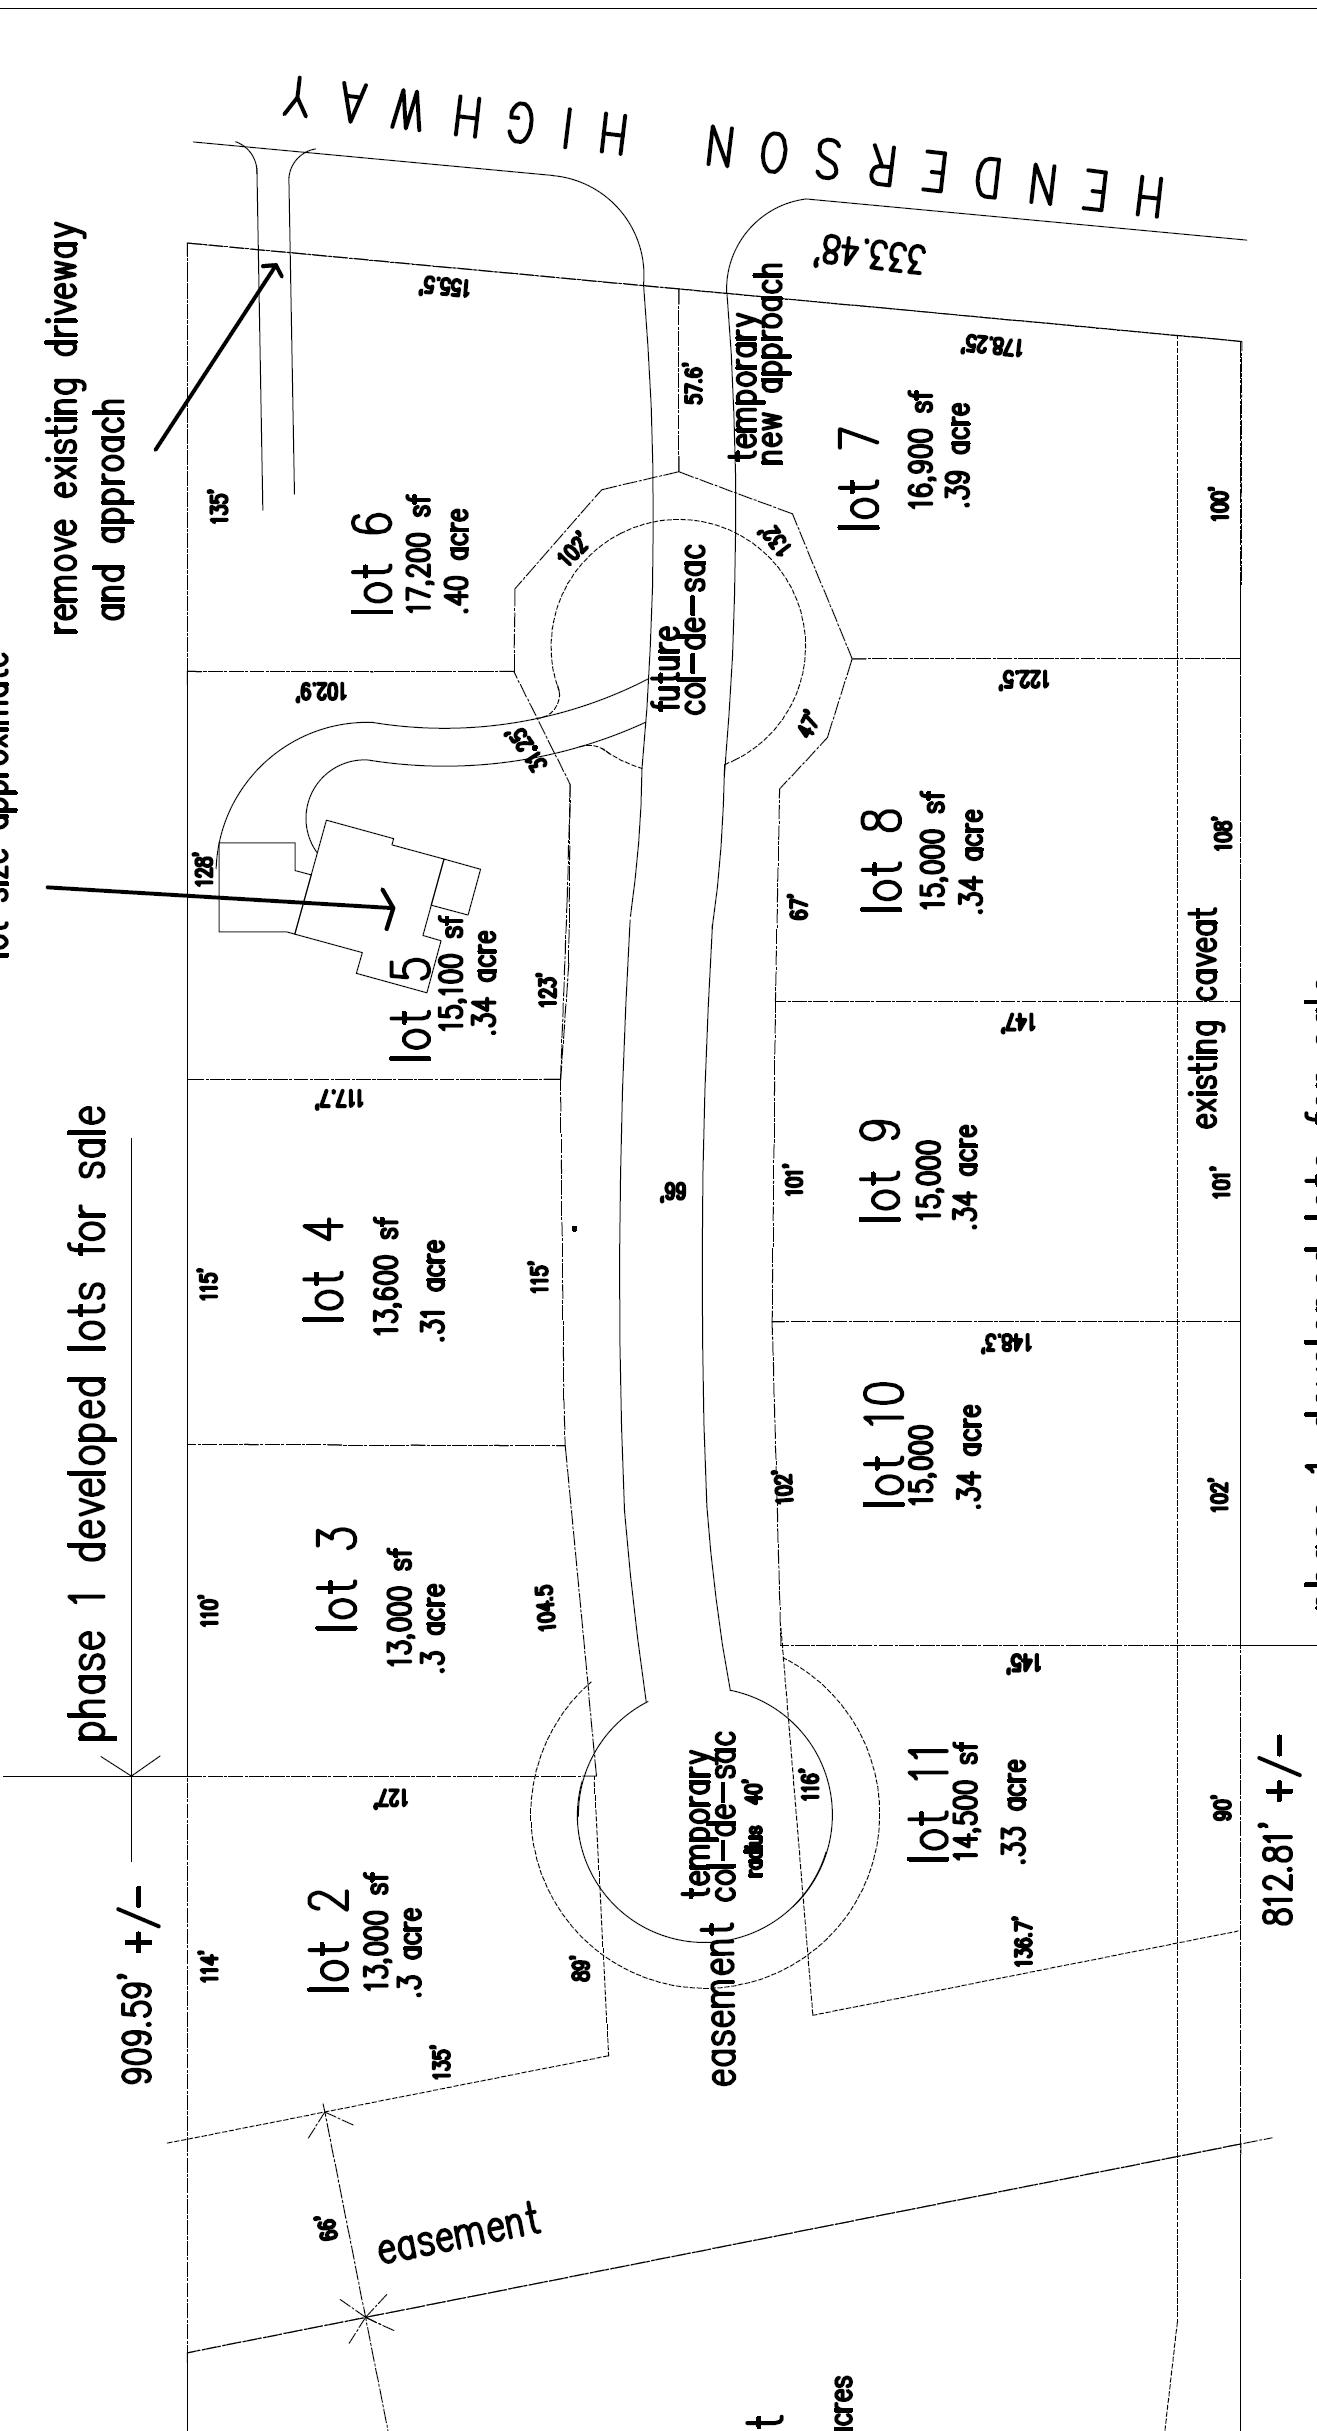 HENDERSON HIGHWAY
333.48'
remove existing driveway
and approach
155.5'
57.6'
temporary
new approach
178.25'
135'
lot 6
17,200 sf
.40 acre
102'
132'
lot 7
16,900 sf
.39 acre
100'
future
col-de-sac
102.9'
31.25'
47'
122.5'
lot size approximate
128'
lot 5
15,100 sf
.34 acre
123'
67'
lot 8
15,000 sf
.34 acre
108'
117.7'
147'
existing caveat
phase 1 developed lots for sale
115'
lot 4
13,600 sf
.31 acre
115'
66'
101'
lot 9
15,000
.34 acre
101'
148.3'
110'
lot 3
13,000 sf
.3 acre
104.5
102'
lot 10
15,000
.34 acre
102'
phase 1 developed lots for sale
127'
145'
909.59' +/-
114'
lot 2
13,000 sf
.3 acre
89'
135'
temporary
easement col-de-sac
radius 40'
116'
lot 11
14,500 sf
.33 acre
136.7'
90'
812.81' +/-
66'
easement
acres